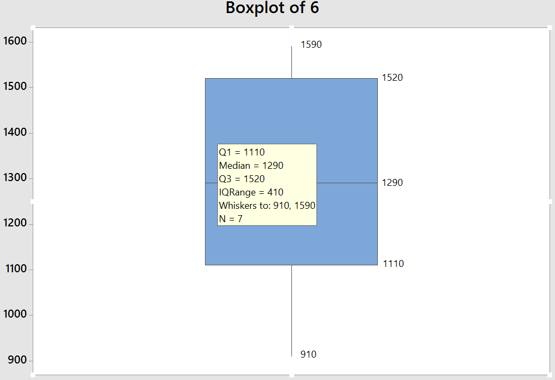 Boxplot of 6
1600
1590
1500
1520
1400
Q1 = 1110
Median = 1290
Q3 = 1520
IQRange = 410
Whiskers to: 910, 1590
N = 7
1300
1290
1200
1100
1110
1000
900
910